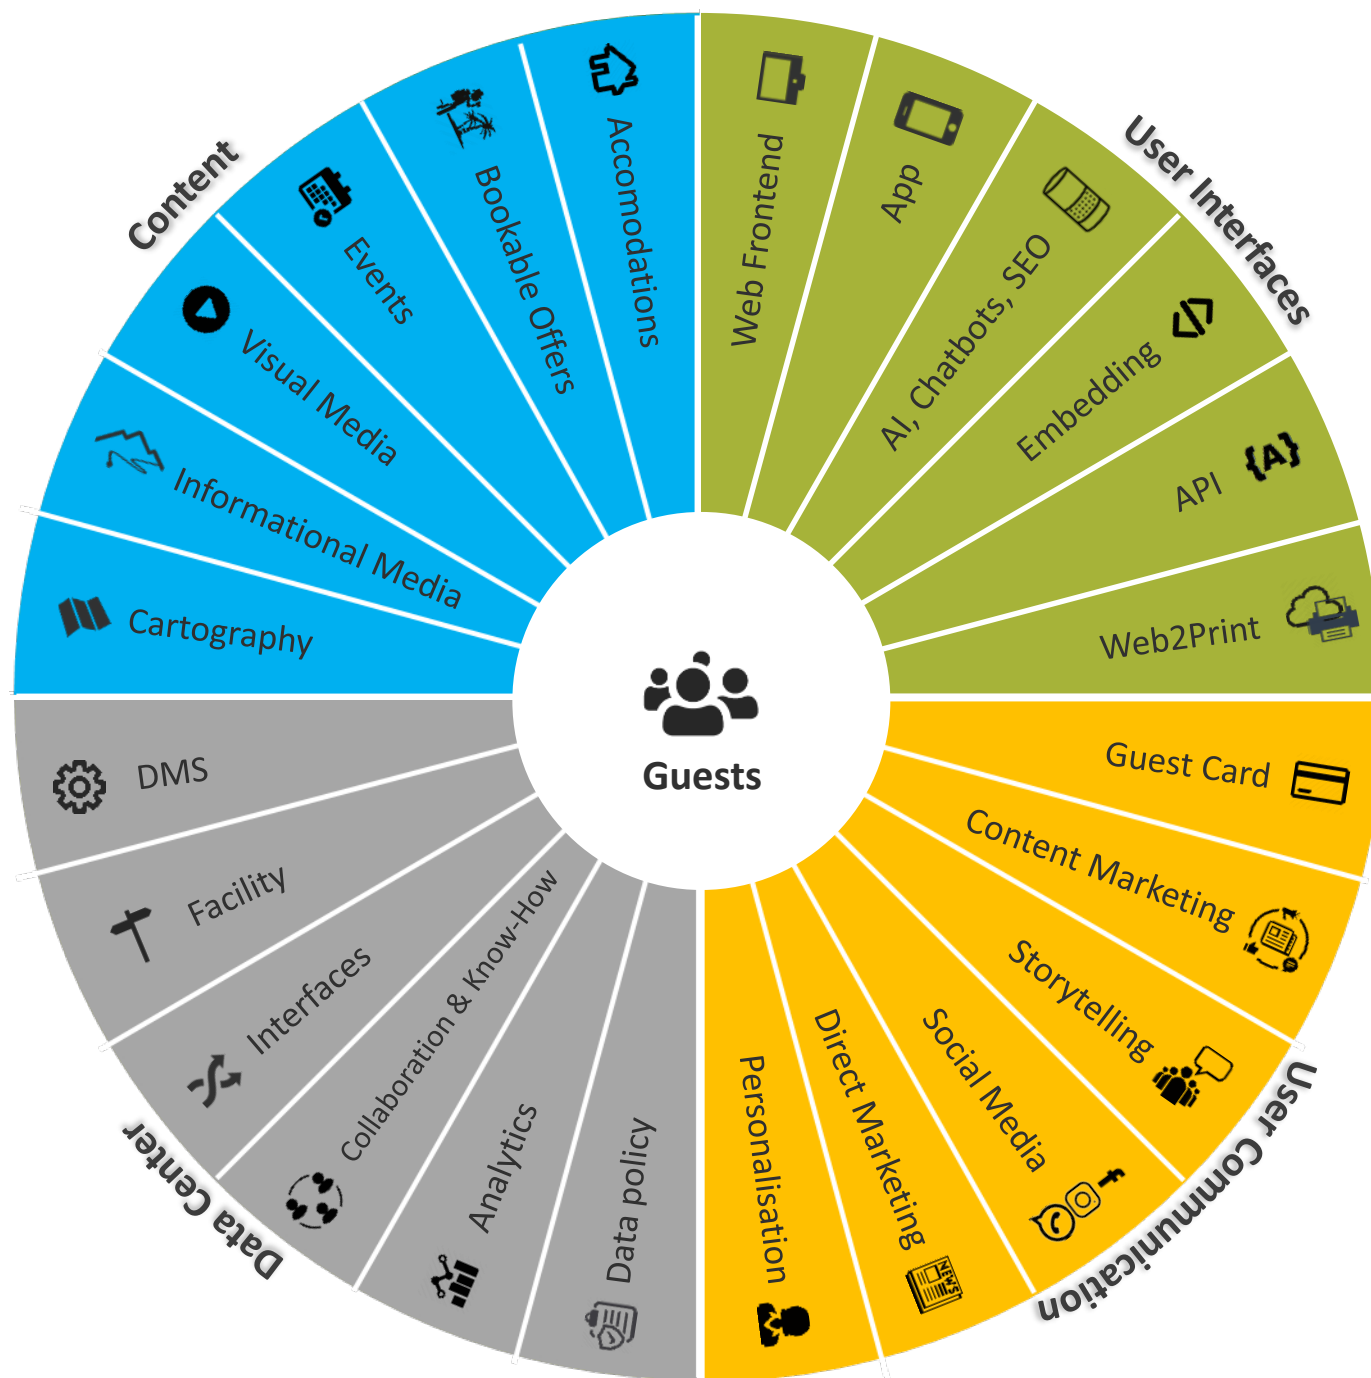 Content
Accomodations
Bookable Offers
Events
Visual Media
Informational Media
Cartography
User Interfaces
Web Frontend
App
AI, Chatbots, SEO
Embedding
{A}
API
Web2Print
Guests
DMS
Facility
Interfaces
Collaboration & Know-How
Analytics
Data policy
Data Center
Guest Card
Content Marketing
Storytelling
Social Media
Direct Marketing
NEWS
Personalisation
User Communication